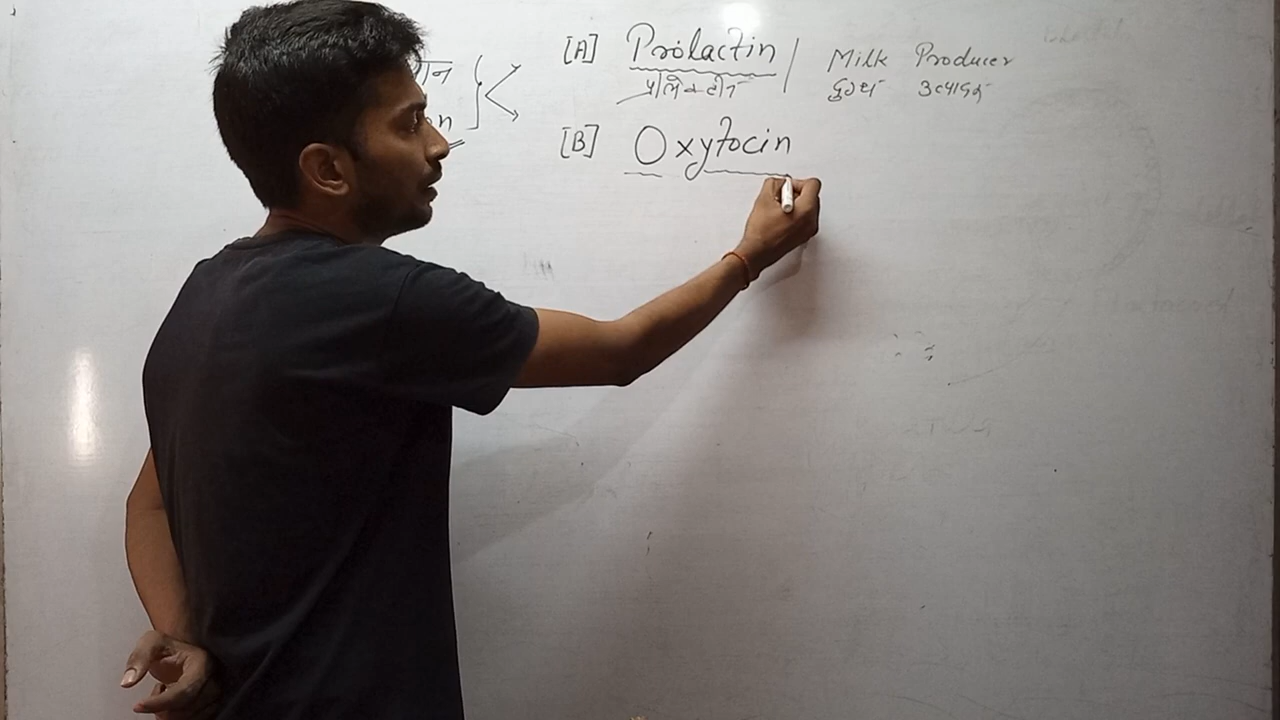 [A] Prolactin | Milk Producer
दुग्ध उत्पादक
[B] Oxytocin